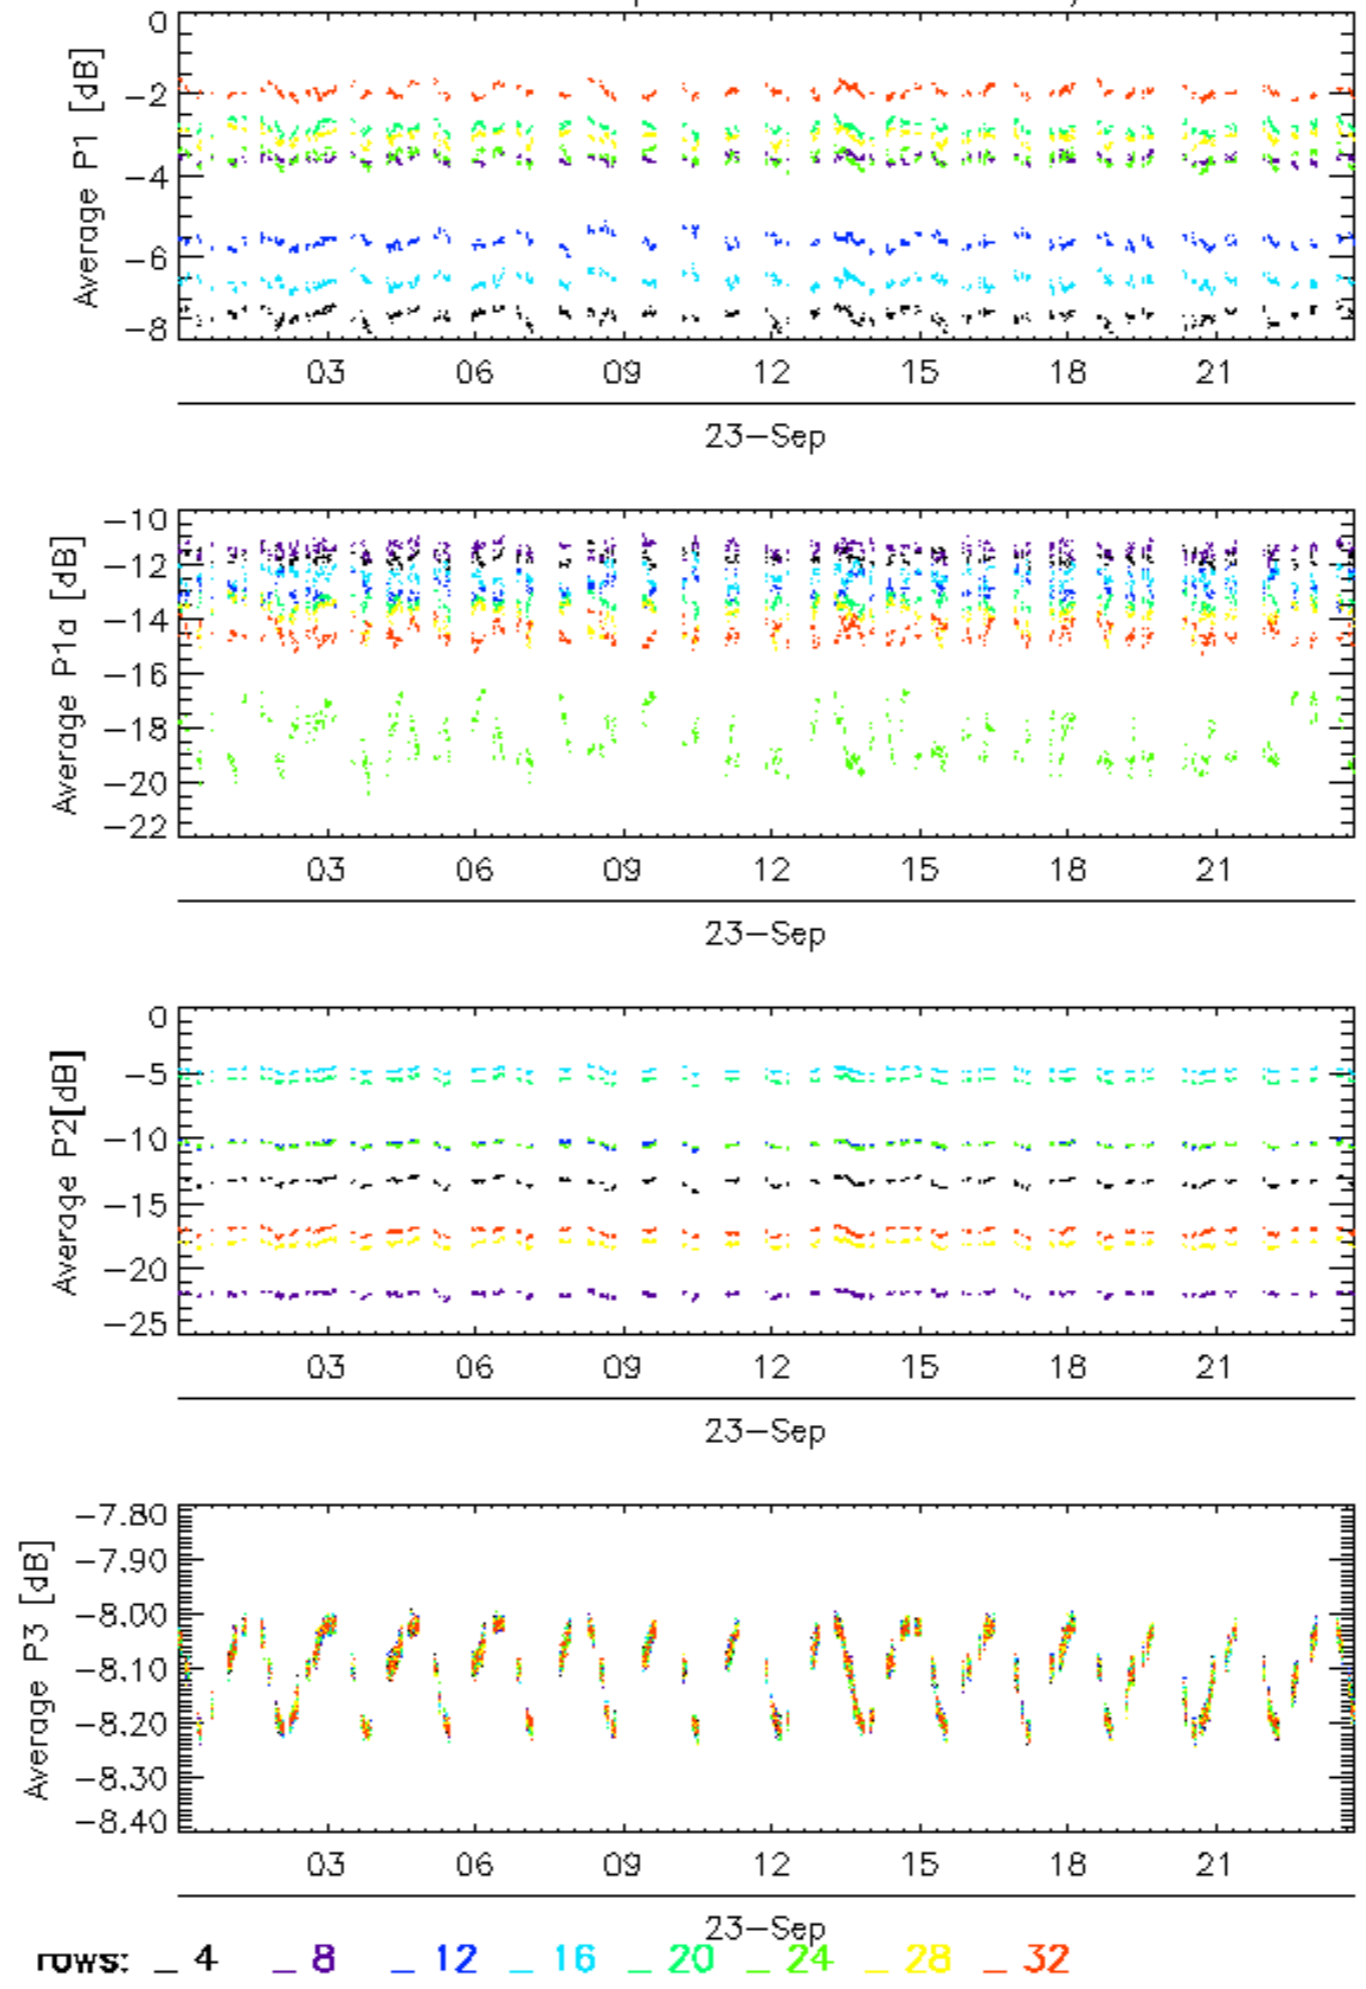 0
-2
-4
-6
-8
Average P1 [dB]
03 06 09 12 15 18 21
23-Sep
-10
-12
-14
-16
-18
-20
-22
Average P1a [dB]
03 06 09 12 15 18 21
23-Sep
0
-5
-10
-15
-20
-25
Average P2[dB]
03 06 09 12 15 18 21
23-Sep
-7.80
-7.90
-8.00
-8.10
-8.20
-8.30
-8.40
Average P3 [dB]
03 06 09 12 15 18 21
23-Sep
rows: _ 4 _ 8 _ 12 _ 16 _ 20 _ 24 _ 28 _ 32